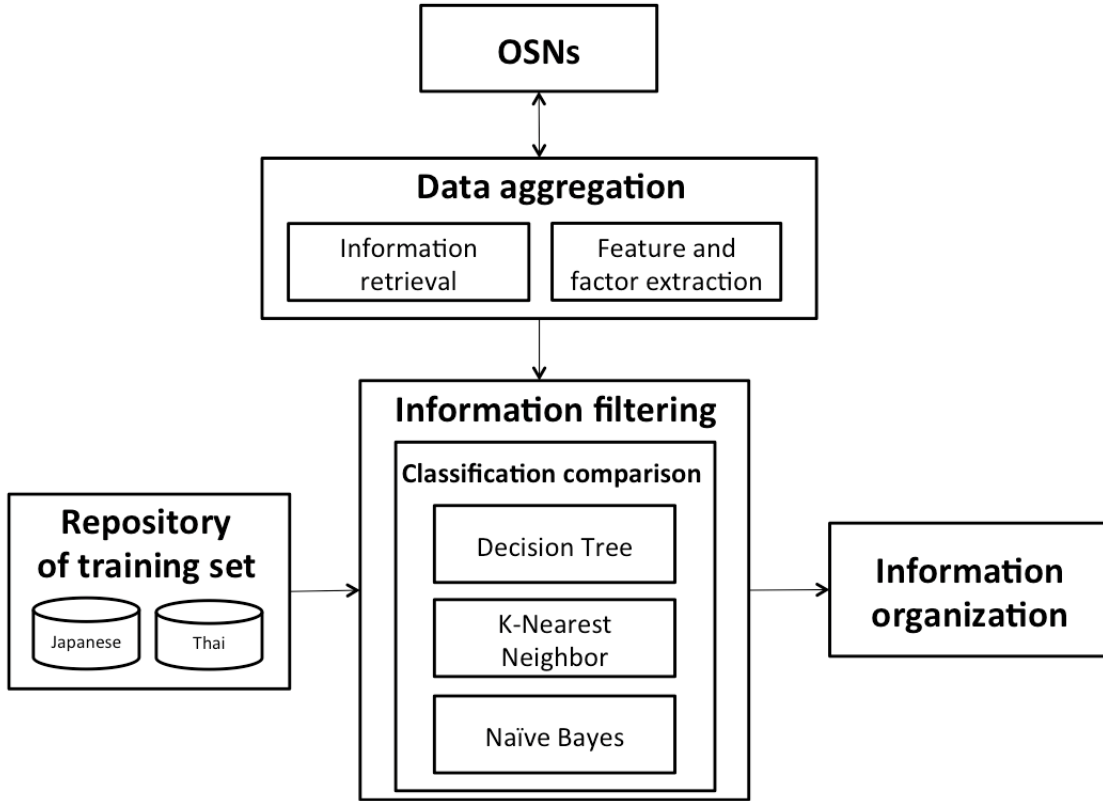 OSNs
Data aggregation
Information
retrieval
Feature and
factor extraction
Information filtering
Classification comparison
Decision Tree
K-Nearest
Neighbor
Naïve Bayes
Repository
of training set
Japanese
Thai
Information
organization